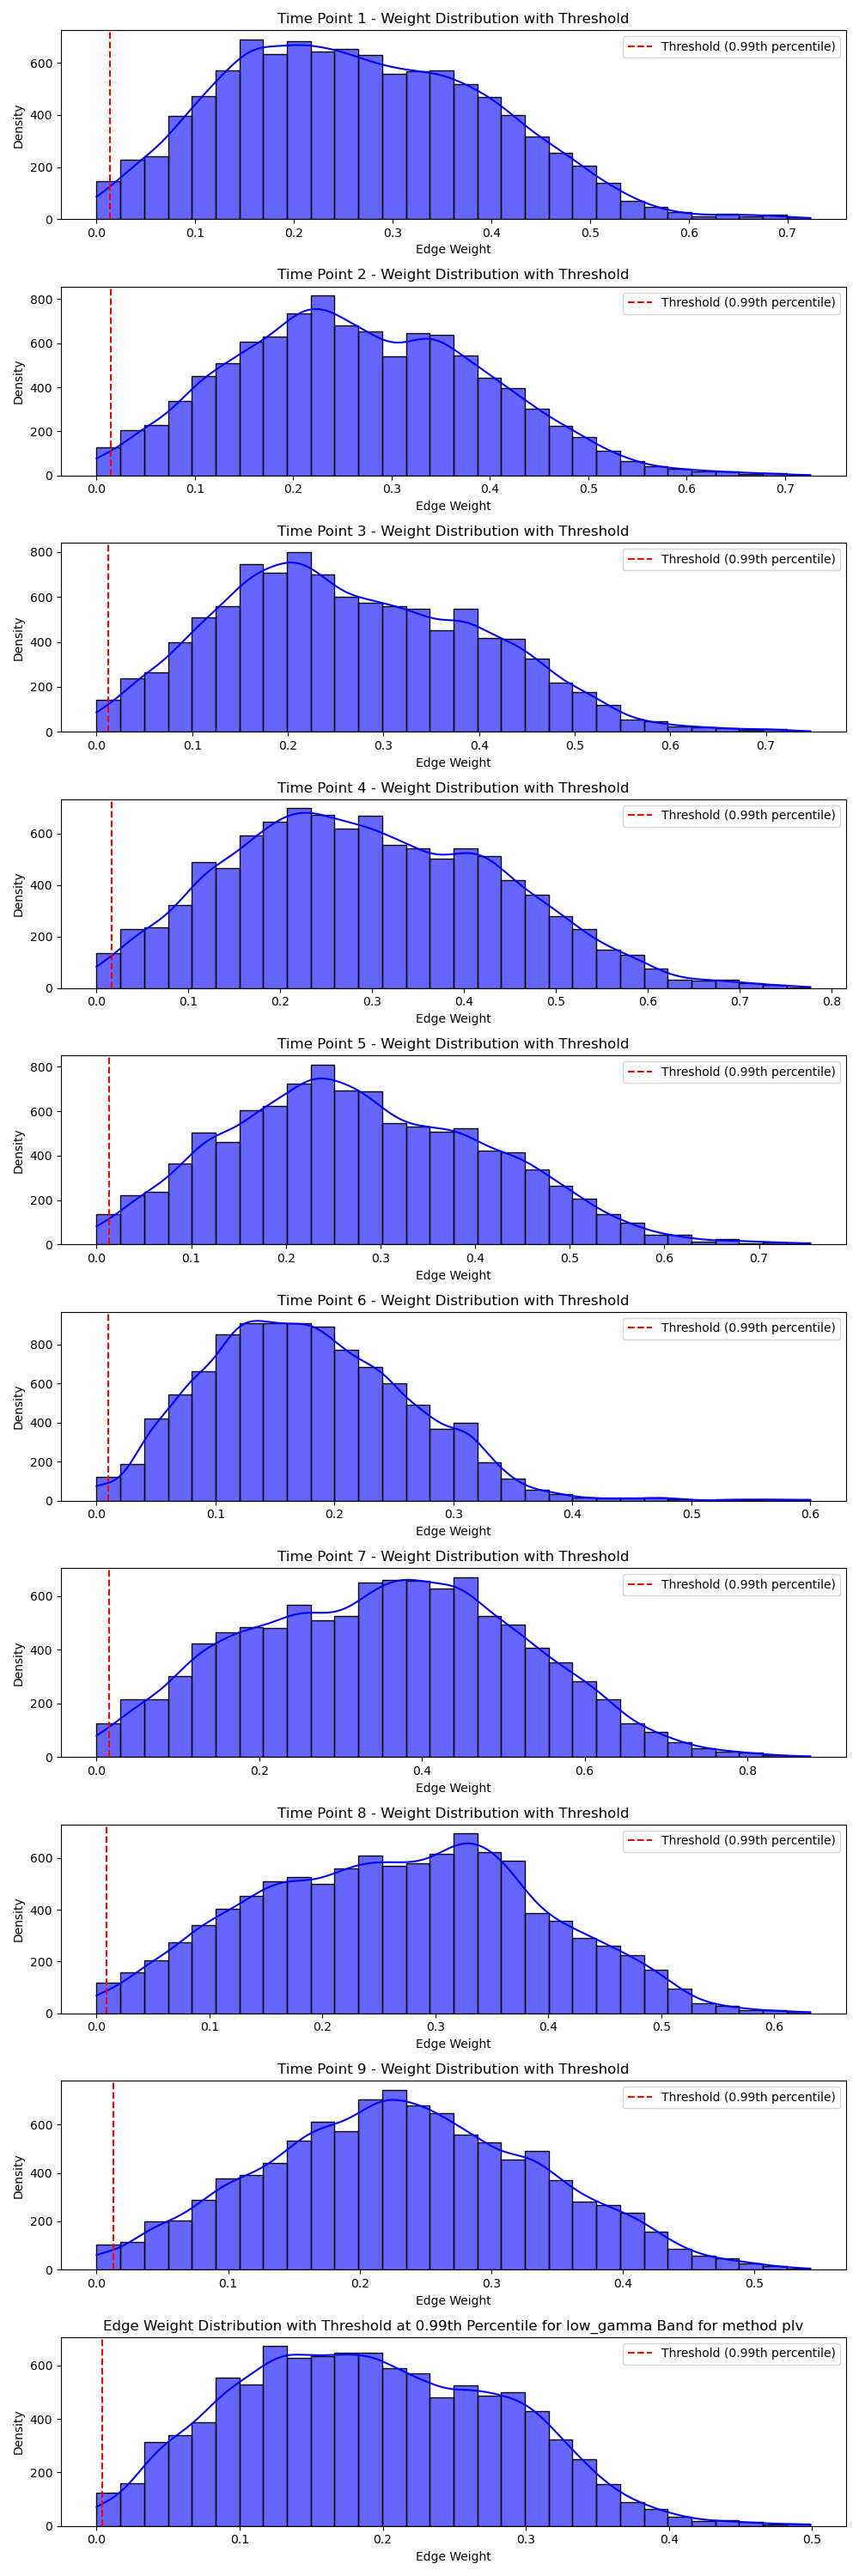 Time Point 1 - Weight Distribution with Threshold
Threshold (0.99th percentile)
Density
600
400
200
0
0.0 0.1 0.2 0.3 0.4 0.5 0.6 0.7
Edge Weight
Time Point 2 - Weight Distribution with Threshold
Threshold (0.99th percentile)
Density
800
600
400
200
0
0.0 0.1 0.2 0.3 0.4 0.5 0.6 0.7
Edge Weight
Time Point 3 - Weight Distribution with Threshold
Threshold (0.99th percentile)
Density
800
600
400
200
0
0.0 0.1 0.2 0.3 0.4 0.5 0.6 0.7
Edge Weight
Time Point 4 - Weight Distribution with Threshold
Threshold (0.99th percentile)
Density
600
400
200
0
0.0 0.1 0.2 0.3 0.4 0.5 0.6 0.7 0.8
Edge Weight
Time Point 5 - Weight Distribution with Threshold
Threshold (0.99th percentile)
Density
800
600
400
200
0
0.0 0.1 0.2 0.3 0.4 0.5 0.6 0.7
Edge Weight
Time Point 6 - Weight Distribution with Threshold
Threshold (0.99th percentile)
Density
800
600
400
200
0
0.0 0.1 0.2 0.3 0.4 0.5 0.6
Edge Weight
Time Point 7 - Weight Distribution with Threshold
Threshold (0.99th percentile)
Density
600
400
200
0
0.0 0.2 0.4 0.6 0.8
Edge Weight
Time Point 8 - Weight Distribution with Threshold
Threshold (0.99th percentile)
Density
600
400
200
0
0.0 0.1 0.2 0.3 0.4 0.5 0.6
Edge Weight
Time Point 9 - Weight Distribution with Threshold
Threshold (0.99th percentile)
Density
600
400
200
0
0.0 0.1 0.2 0.3 0.4 0.5
Edge Weight
Edge Weight Distribution with Threshold at 0.99th Percentile for low_gamma Band for method plv
Threshold (0.99th percentile)
Density
600
400
200
0
0.0 0.1 0.2 0.3 0.4 0.5
Edge Weight